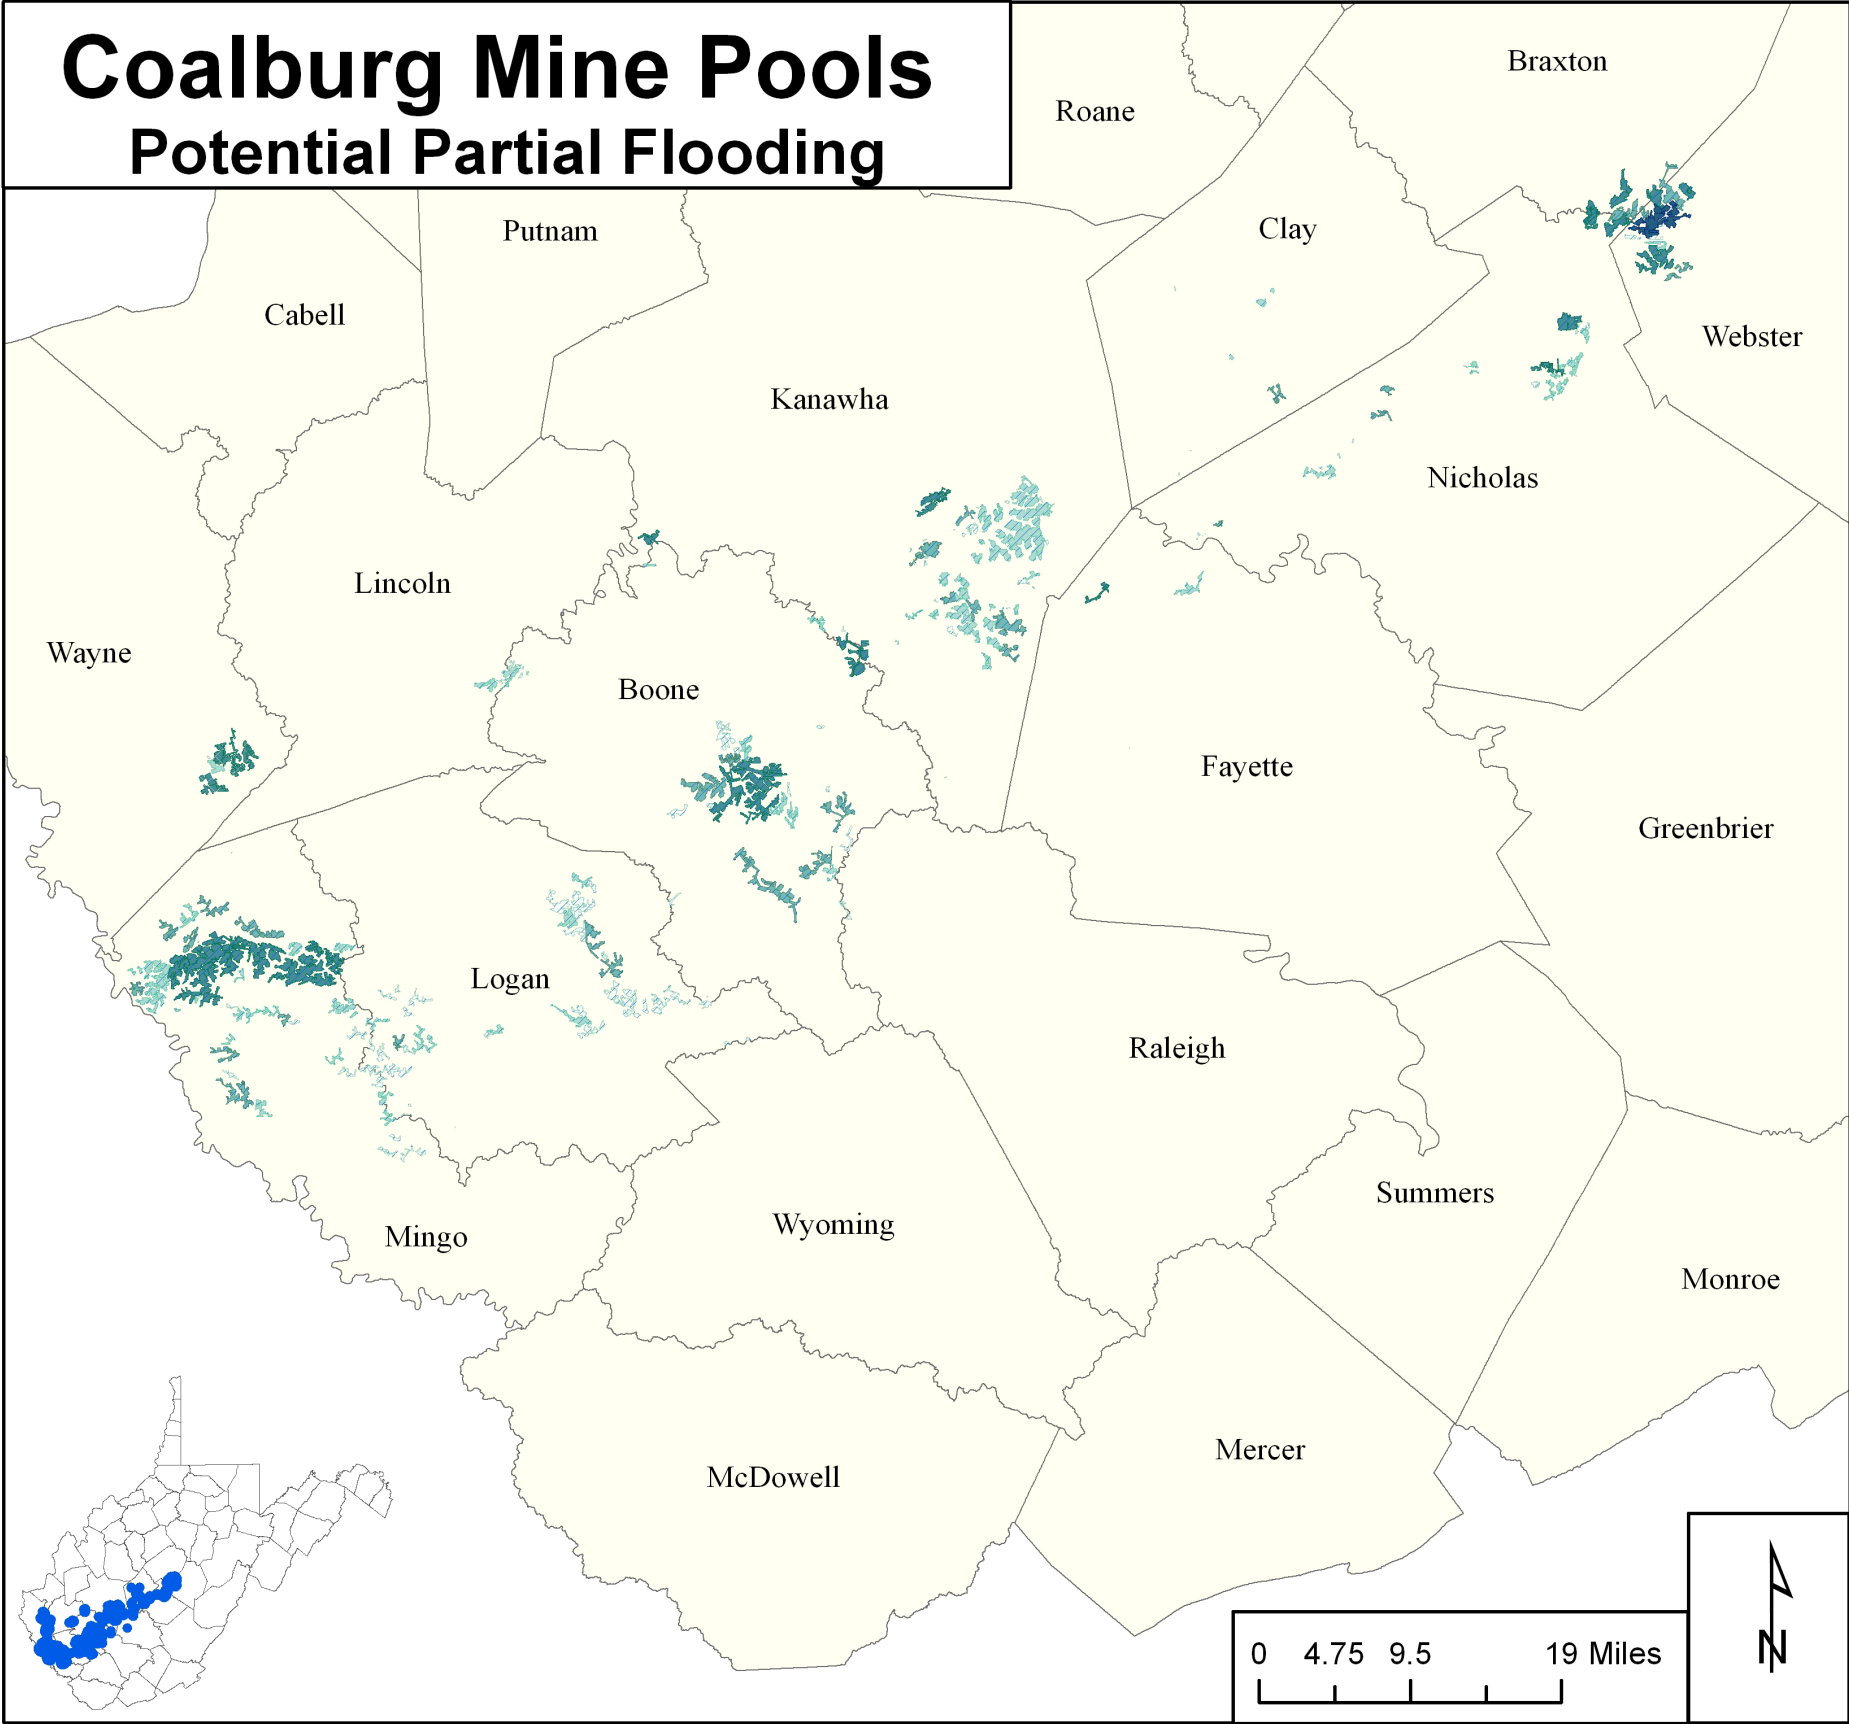 Coalburg Mine Pools
Potential Partial Flooding
Braxton
Roane
Putnam
Clay
Cabell
Webster
Kanawha
Nicholas
Lincoln
Wayne
Boone
Fayette
Greenbrier
Logan
Raleigh
Summers
Mingo
Wyoming
Monroe
McDowell
Mercer
0 4.75 9.5 19 Miles
N